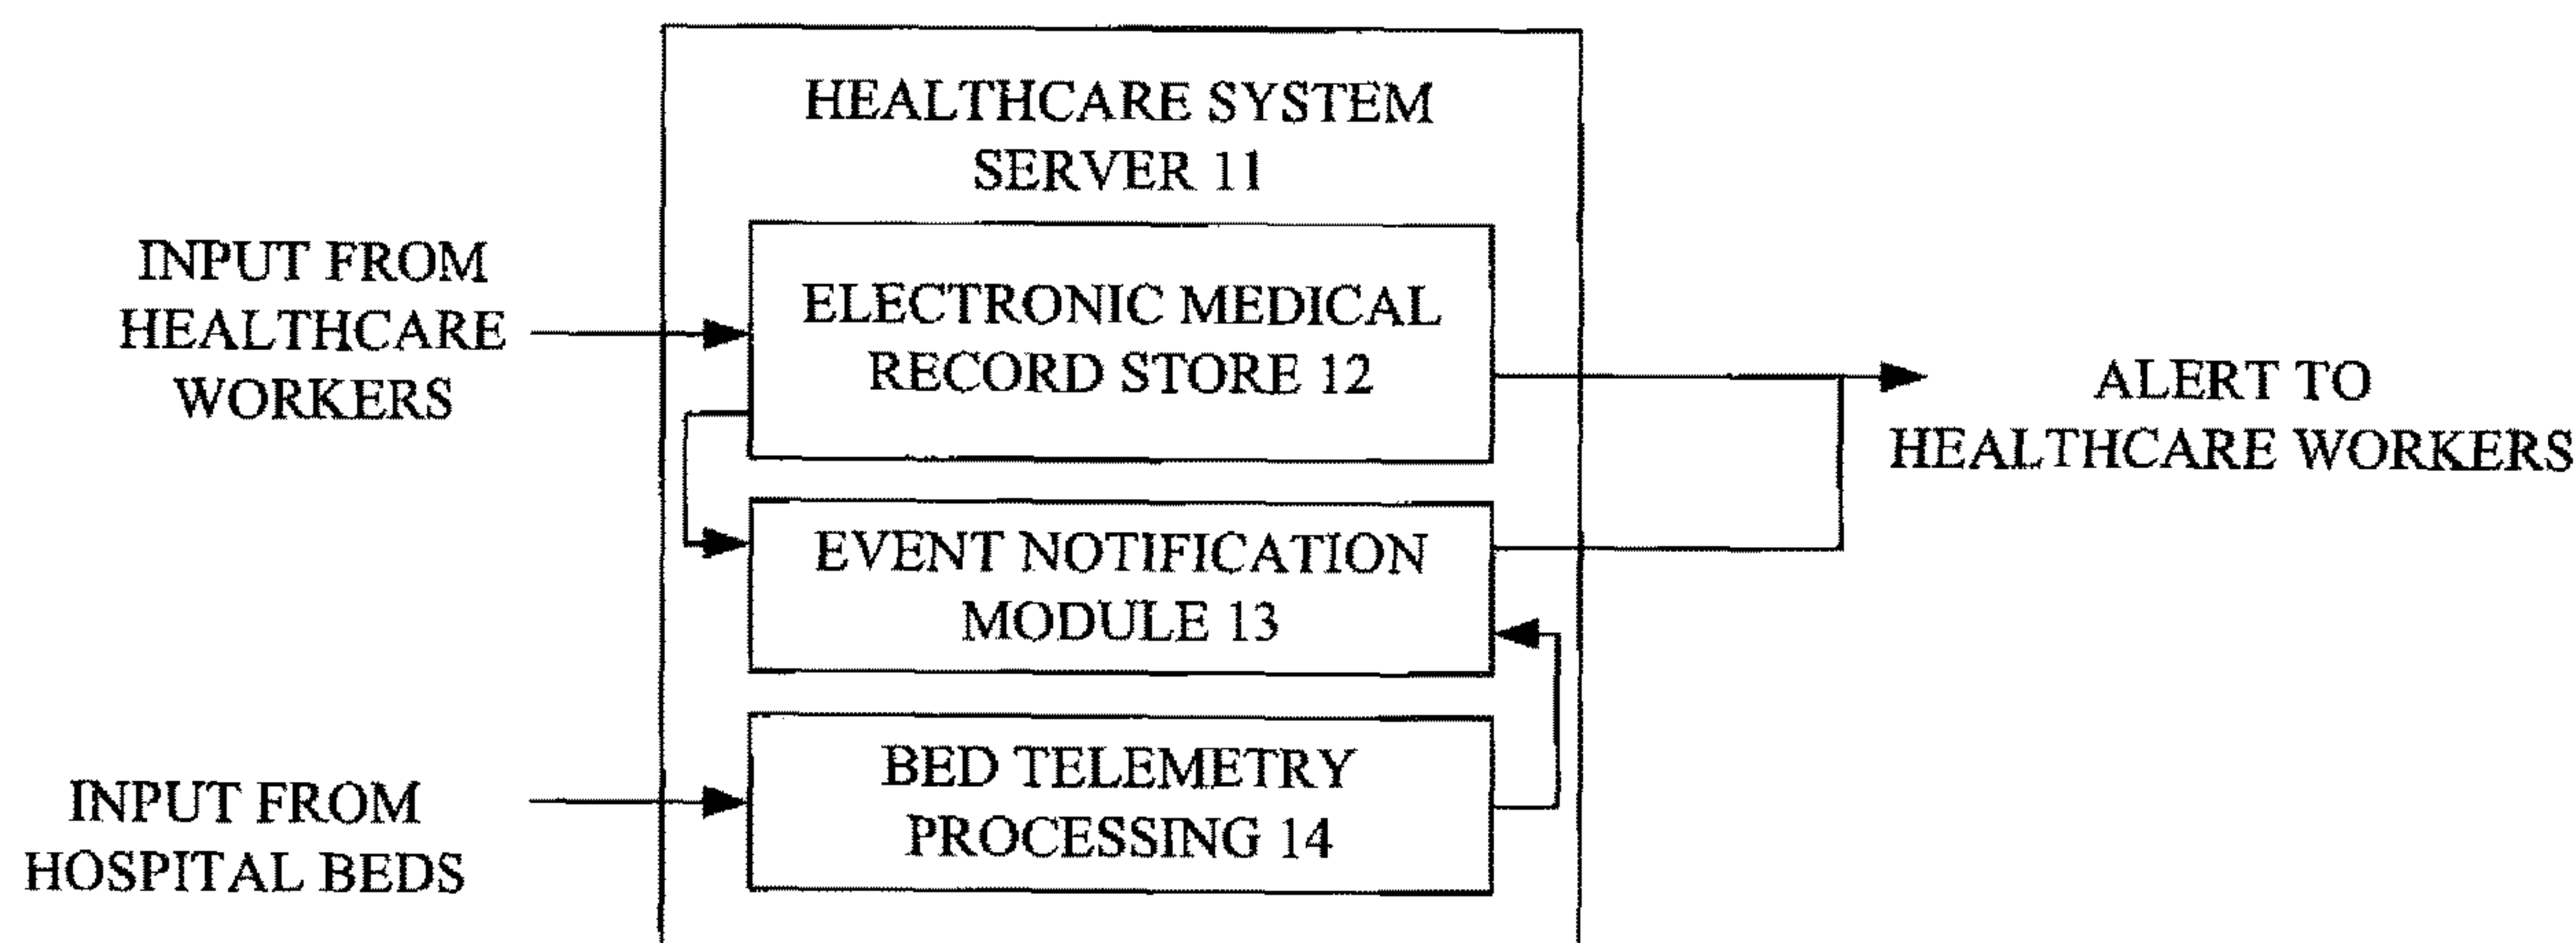 HEALTHCARE SYSTEM
SERVER 11
INPUT FROM
HEALTHCARE
WORKERS
ELECTRONIC MEDICAL
RECORD STORE 12
ALERT TO
HEALTHCARE WORKERS
EVENT NOTIFICATION
MODULE 13
INPUT FROM
HOSPITAL BEDS
BED TELEMETRY
PROCESSING 14